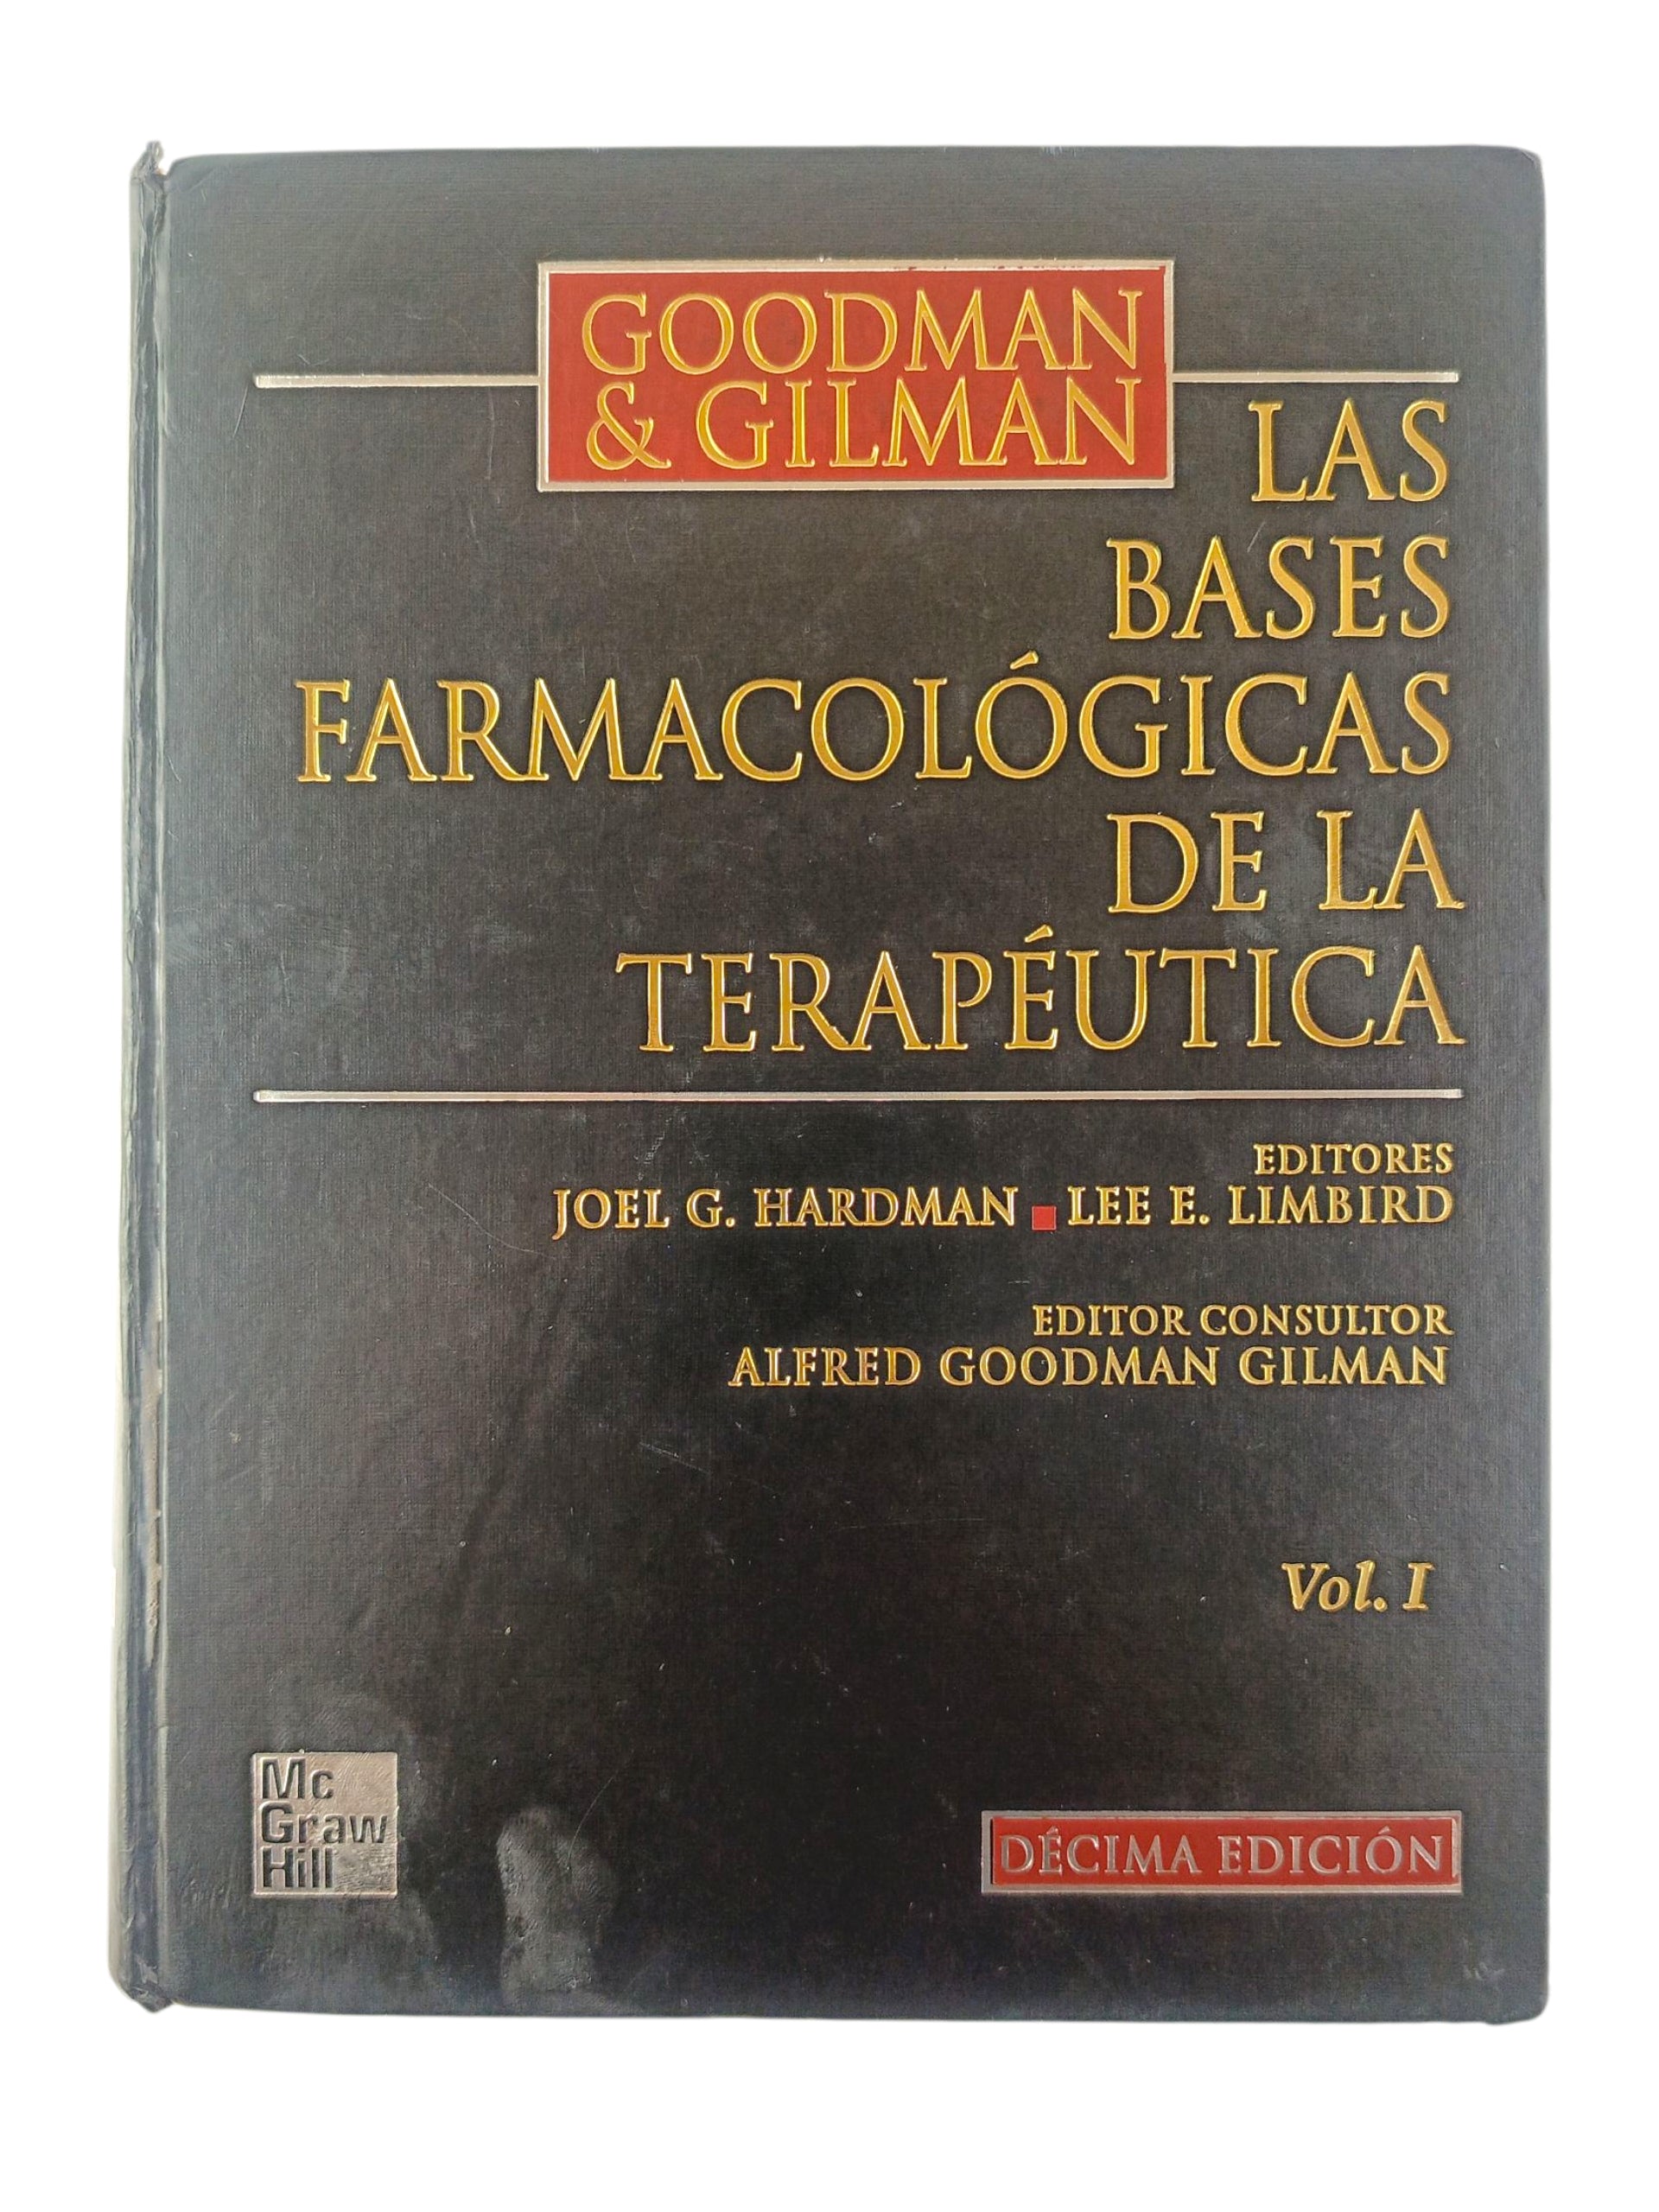 GOODMAN
& GILMAN
LAS
BASES
FARMACOLÓGICAS
DE LA
TERAPÉUTICA
EDITORES
JOEL G. HARDMAN ■ LEE E. LIMBIRD
EDITOR CONSULTOR
ALFRED GOODMAN GILMAN
Vol. I
Mc
Graw
Hill
DÉCIMA EDICIÓN